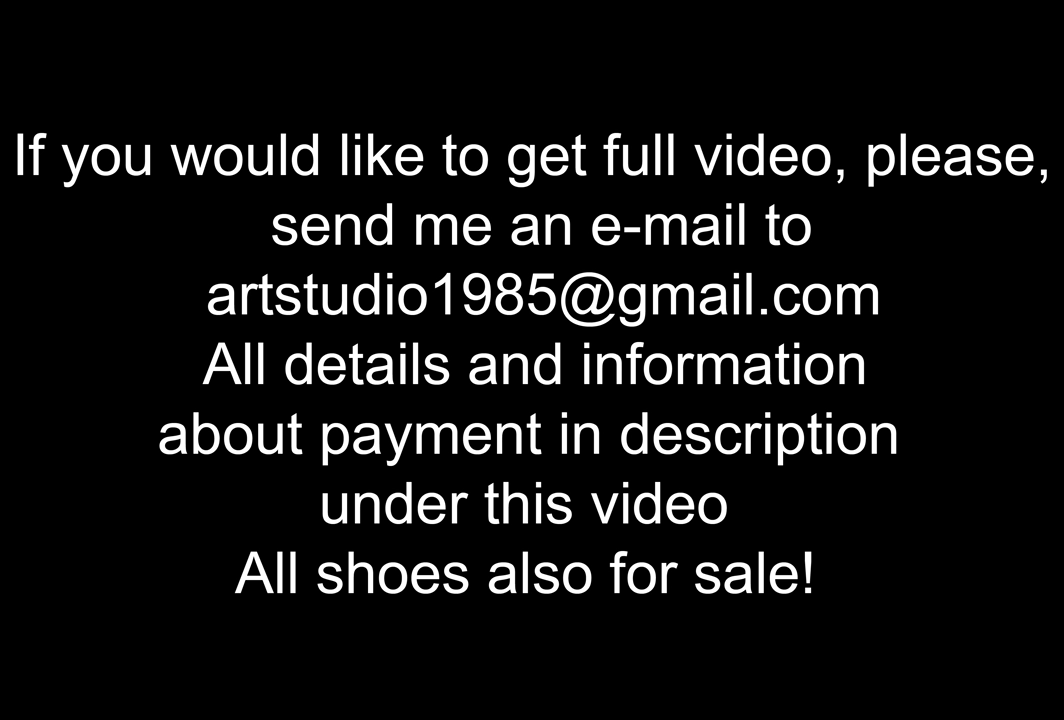 If you would like to get full video, please,
send me an e-mail to
artstudio1985@gmail.com
All details and information
about payment in description
under this video
All shoes also for sale!